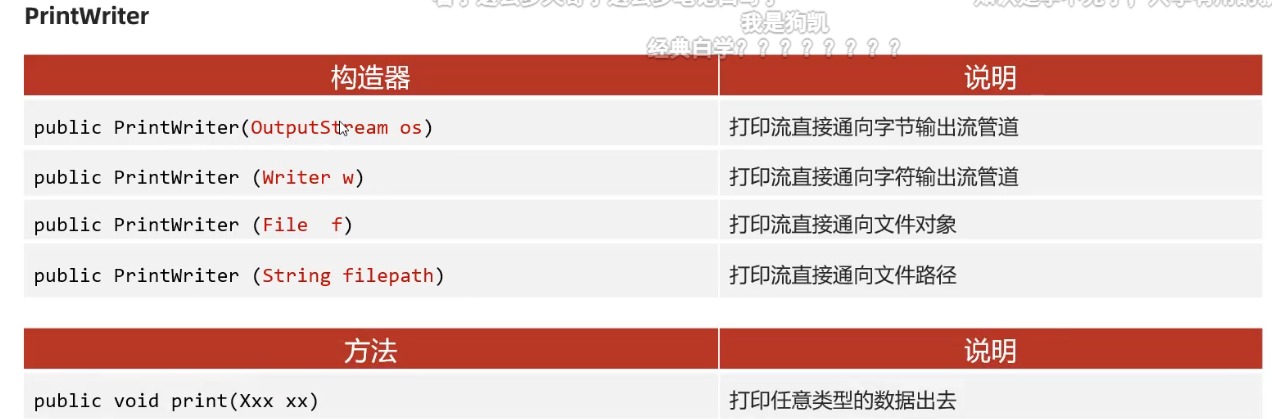 PrintWriter
我是狗凯
经典自学????????
构造器 说明
public PrintWriter(OutputStream os) 打印流直接通向字节输出流管道
public PrintWriter (Writer w) 打印流直接通向字符输出流管道
public PrintWriter (File f) 打印流直接通向文件对象
public PrintWriter (String filepath) 打印流直接通向文件路径
方法 说明
public void print(Xxx xx) 打印任意类型的数据出去